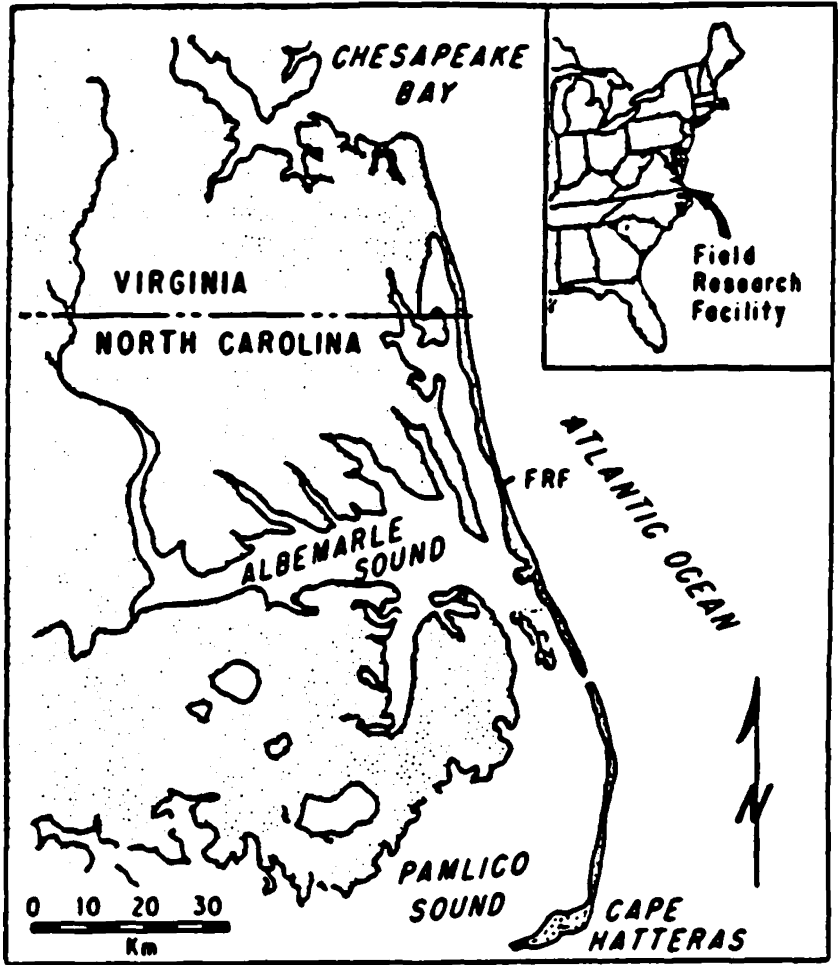 CHESAPEAKE
BAY
Field
Research
Facility
VIRGINIA
NORTH CAROLINA
ATLANTIC OCEAN
FRF
ALBEMARLE
SOUND
N
PAMLICO
SOUND
0 10 20 30
Km
CAPE
HATTERAS